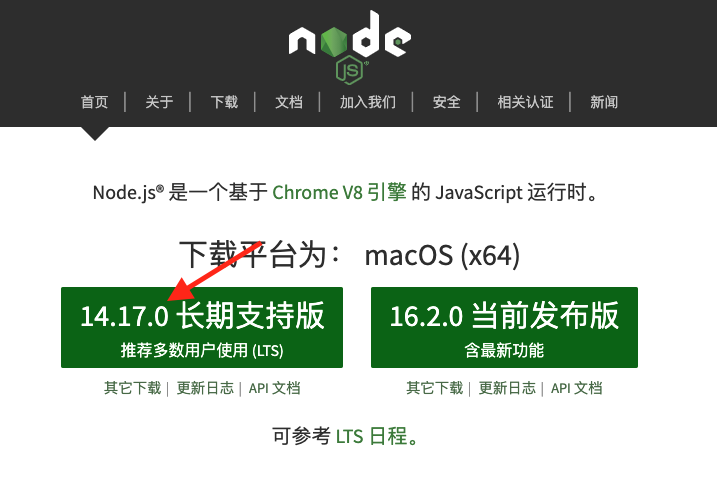 node
JS
首页 | 关于 | 下载 | 文档 | 加入我们 | 安全 | 相关认证 | 新闻
Node.js® 是一个基于 Chrome V8 引擎 的 JavaScript 运行时。
下载平台为： macOS (x64)
14.17.0 长期支持版
推荐多数用户使用 (LTS)
16.2.0 当前发布版
含最新功能
其它下载 | 更新日志 | API 文档
其它下载 | 更新日志 | API 文档
可参考 LTS 日程。